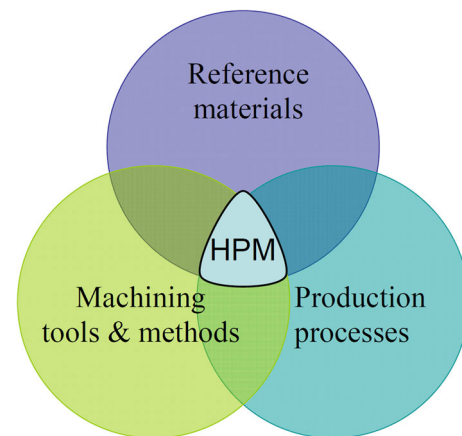 Reference
materials
HPM
Machining
tools & methods
Production
processes